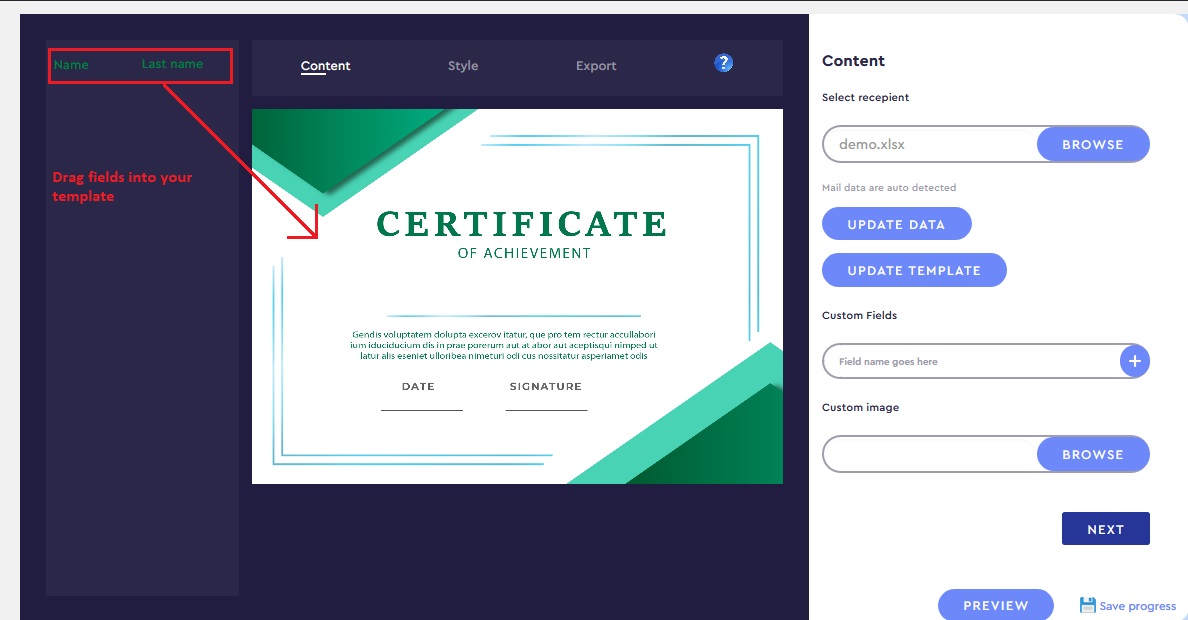 Name
Last name
Drag fields into your
template
Content
Style
Export
?
CERTIFICATE
OF ACHIEVEMENT
Gendis voluptatem dolupta excerov itatur, que pro tem rectur accullabori
ium iduciducium dis in prae porerum aut at abor aut aceptisqui nimped ut
latur alis eseniet ulloribea nimeturi odi cus nossitatur asperiamet odis
DATE
SIGNATURE
Content
Select recepient
demo.xlsx
BROWSE
Mail data are auto detected
UPDATE DATA
UPDATE TEMPLATE
Custom Fields
Field name goes here
+
Custom image
BROWSE
NEXT
PREVIEW
Save progress